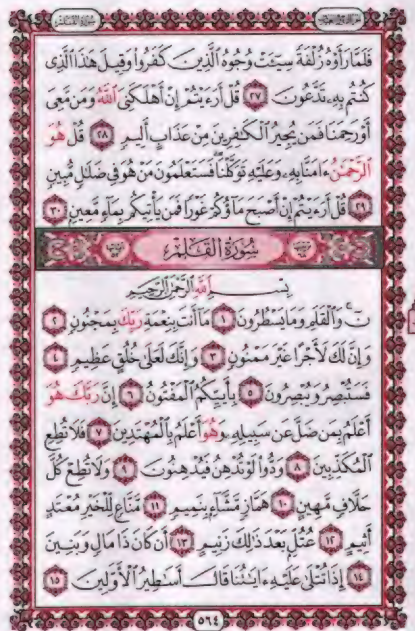 سُورَةُ القَلَمِ
فَلَمَّا رَأَوْهُ زُلْفَةً سِيٓـَٔتْ وُجُوهُ ٱلَّذِينَ كَفَرُوا۟ وَقِيلَ هَٰذَا ٱلَّذِى
كُنتُم بِهِۦ تَدَّعُونَ ٢٧ قُلْ أَرَءَيْتُمْ إِنْ أَهْلَكَنِىَ ٱللَّهُ وَمَن مَّعِىَ
أَوْ رَحِمَنَا فَمَن يُجِيرُ ٱلْكَٰفِرِينَ مِنْ عَذَابٍ أَلِيمٍ ٢٨ قُلْ هُوَ
ٱلرَّحْمَٰنُ ءَامَنَّا بِهِۦ وَعَلَيْهِ تَوَكَّلْنَا فَسَتَعْلَمُونَ مَنْ هُوَ فِى ضَلَٰلٍ مُّبِينٍ
٢٩ قُلْ أَرَءَيْتُمْ إِنْ أَصْبَحَ مَآؤُكُمْ غَوْرًا فَمَن يَأْتِيكُم بِمَآءٍ مَّعِينٍۭ ٣٠
سُورَةُ القَلَمِ
بِسْمِ ٱللَّهِ ٱلرَّحْمَٰنِ ٱلرَّحِيمِ
نٓ وَٱلْقَلَمِ وَمَا يَسْطُرُونَ ١ مَآ أَنتَ بِنِعْمَةِ رَبِّكَ بِمَجْنُونٍ ٢
وَإِنَّ لَكَ لَأَجْرًا غَيْرَ مَمْنُونٍ ٣ وَإِنَّكَ لَعَلَىٰ خُلُقٍ عَظِيمٍ ٤
فَسَتُبْصِرُ وَيُبْصِرُونَ ٥ بِأَييِّكُمُ ٱلْمَفْتُونُ ٦ إِنَّ رَبَّكَ هُوَ
أَعْلَمُ بِمَن ضَلَّ عَن سَبِيلِهِۦ وَهُوَ أَعْلَمُ بِٱلْمُهْتَدِينَ ٧ فَلَا تُطِعِ
ٱلْمُكَذِّبِينَ ٨ وَدُّوا۟ لَوْ تُدْهِنُ فَيُدْهِنُونَ ٩ وَلَا تُطِعْ كُلَّ
حَلَّافٍ مَّهِينٍ ١٠ هَمَّازٍ مَّشَّآءٍۭ بِنَمِيمٍ ١١ مَّنَّاعٍ لِّلْخَيْرِ مُعْتَدٍ
أَثِيمٍ ١٢ عُتُلٍّۭ بَعْدَ ذَٰلِكَ زَنِيمٍ ١٣ أَن كَانَ ذَا مَالٍ وَبَنِينَ
١٤ إِذَا تُتْلَىٰ عَلَيْهِ ءَايَٰتُنَا قَالَ أَسَٰطِيرُ ٱلْأَوَّلِينَ ١٥
٥٦٤